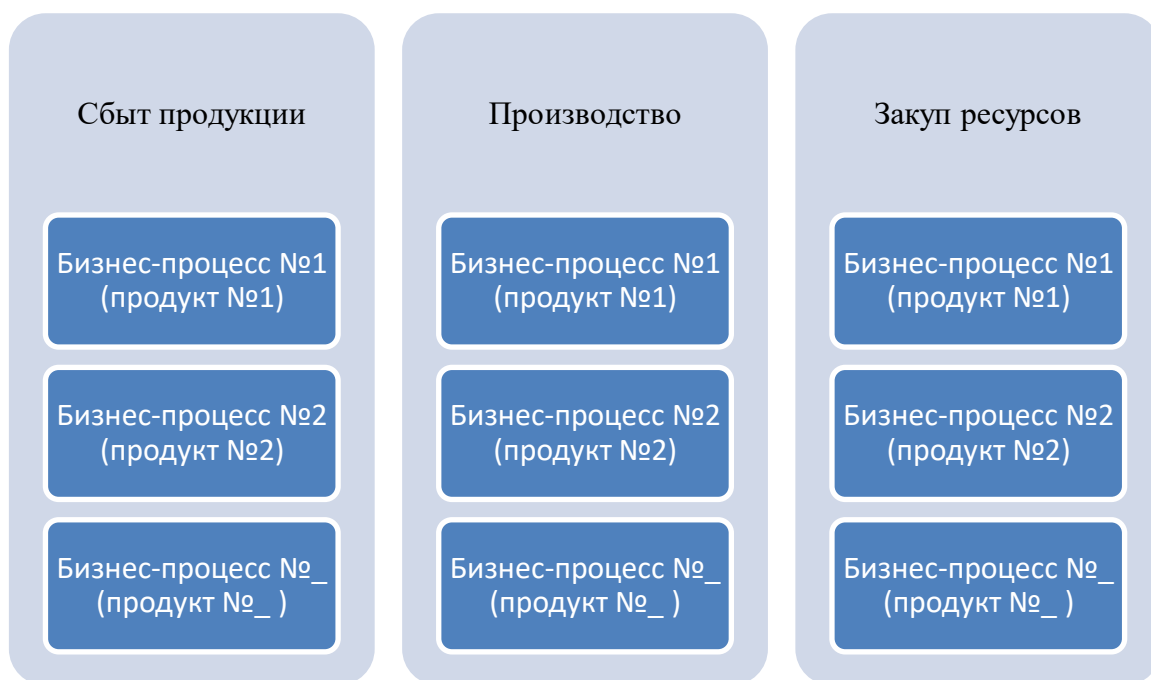 Сбыт продукции
Бизнес-процесс №1
(продукт №1)
Бизнес-процесс №2
(продукт №2)
Бизнес-процесс №_
(продукт №_ )
Производство
Бизнес-процесс №1
(продукт №1)
Бизнес-процесс №2
(продукт №2)
Бизнес-процесс №_
(продукт №_ )
Закуп ресурсов
Бизнес-процесс №1
(продукт №1)
Бизнес-процесс №2
(продукт №2)
Бизнес-процесс №_
(продукт №_ )